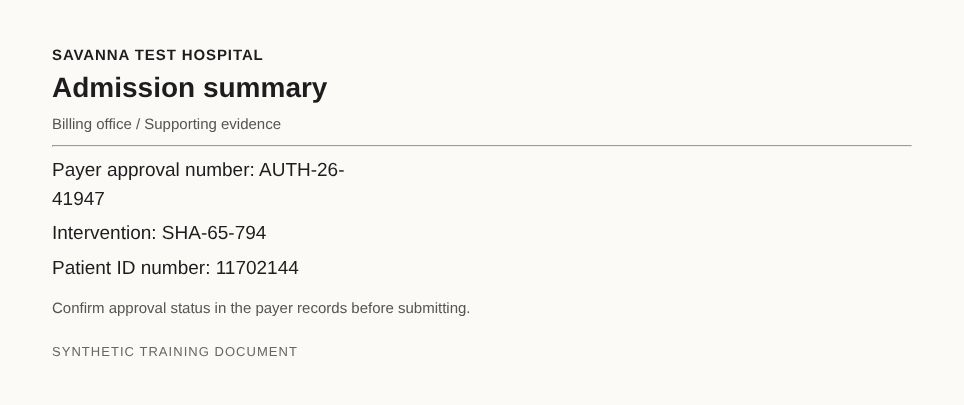 SAVANNA TEST HOSPITAL
Admission summary
Billing office / Supporting evidence
Payer approval number: AUTH-26-
41947
Intervention: SHA-65-794
Patient ID number: 11702144
Confirm approval status in the payer records before submitting.
SYNTHETIC TRAINING DOCUMENT